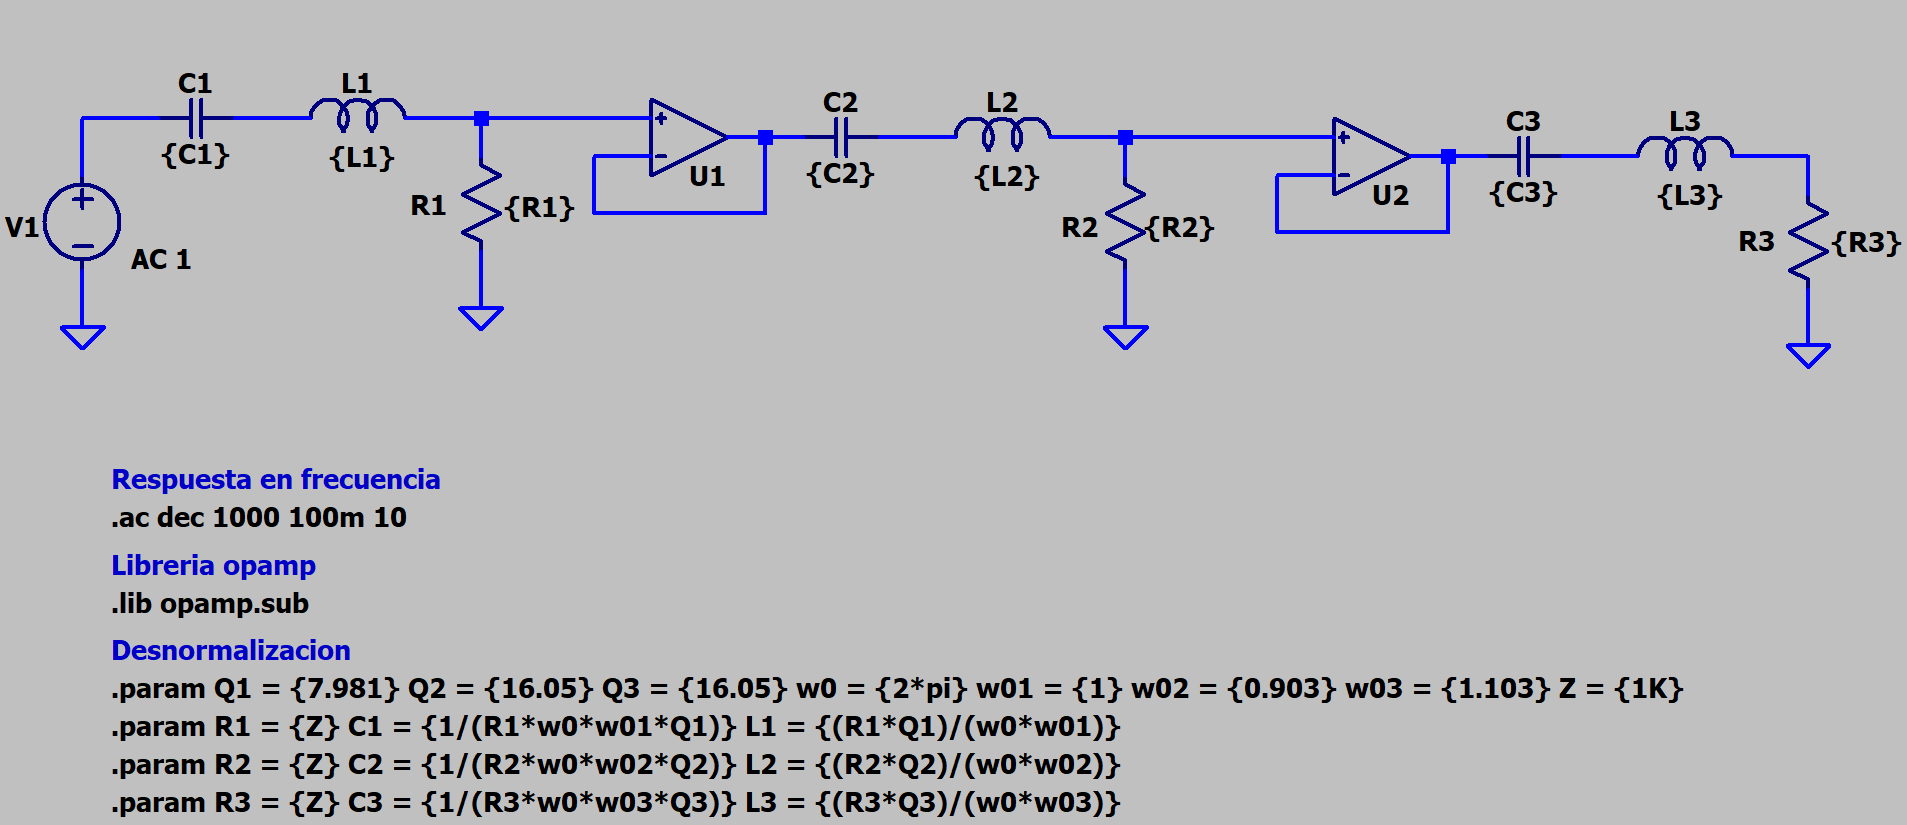 C1
L1
{C1}
{L1}
V1
AC 1
R1
{R1}
U1
C2
L2
{C2}
{L2}
R2
{R2}
U2
C3
L3
{C3}
{L3}
R3
{R3}
Respuesta en frecuencia
.ac dec 1000 100m 10
Libreria opamp
.lib opamp.sub
Desnormalizacion
.param Q1 = {7.981} Q2 = {16.05} Q3 = {16.05} w0 = {2*pi} w01 = {1} w02 = {0.903} w03 = {1.103} Z = {1K}
.param R1 = {Z} C1 = {1/(R1*w0*w01*Q1)} L1 = {(R1*Q1)/(w0*w01)}
.param R2 = {Z} C2 = {1/(R2*w0*w02*Q2)} L2 = {(R2*Q2)/(w0*w02)}
.param R3 = {Z} C3 = {1/(R3*w0*w03*Q3)} L3 = {(R3*Q3)/(w0*w03)}